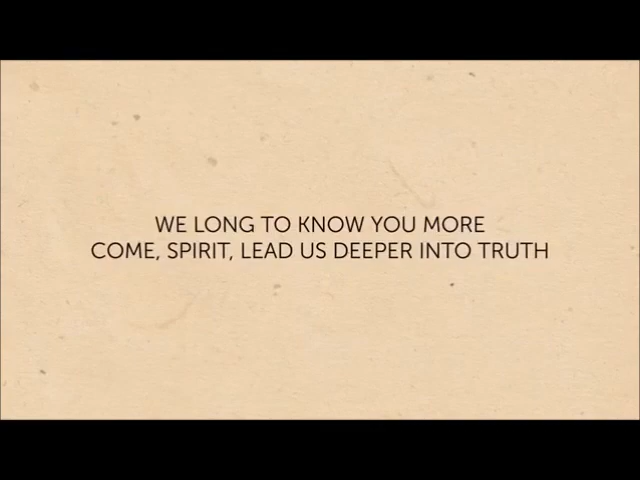 WE LONG TO KNOW YOU MORE
COME, SPIRIT, LEAD US DEEPER INTO TRUTH